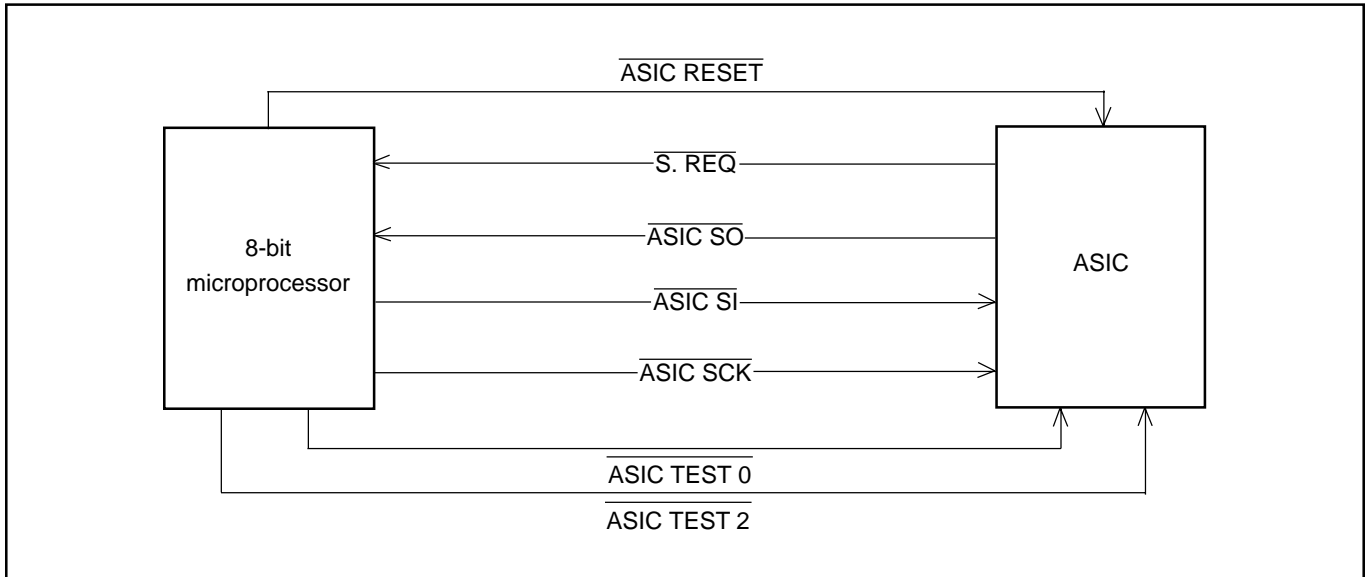 ASIC RESET
S. REQ
ASIC SO
8-bit
microprocessor
ASIC
ASIC SI
ASIC SCK
ASIC TEST 0
ASIC TEST 2